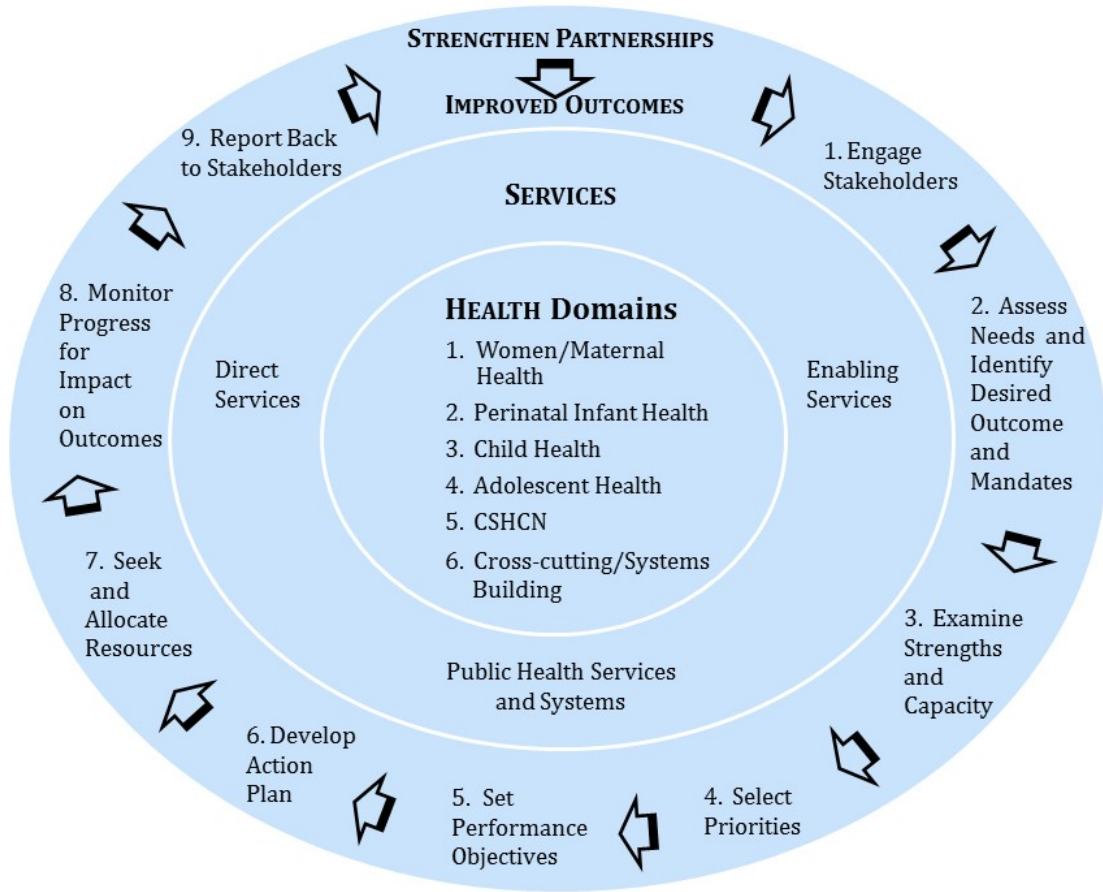 STRENGTHEN PARTNERSHIPS
IMPROVED OUTCOMES
1. Engage
Stakeholders
2. Assess
Needs and
Identify
Desired
Outcome
and
Mandates
3. Examine
Strengths
and
Capacity
4. Select
Priorities
5. Set
Performance
Objectives
6. Develop
Action
Plan
7. Seek
and
Allocate
Resources
8. Monitor
Progress
for
Impact
on
Outcomes
9. Report Back
to Stakeholders
SERVICES
Direct
Services
Enabling
Services
Public Health Services
and Systems
HEALTH Domains
1. Women/Maternal
Health
2. Perinatal Infant Health
3. Child Health
4. Adolescent Health
5. CSHCN
6. Cross-cutting/Systems
Building